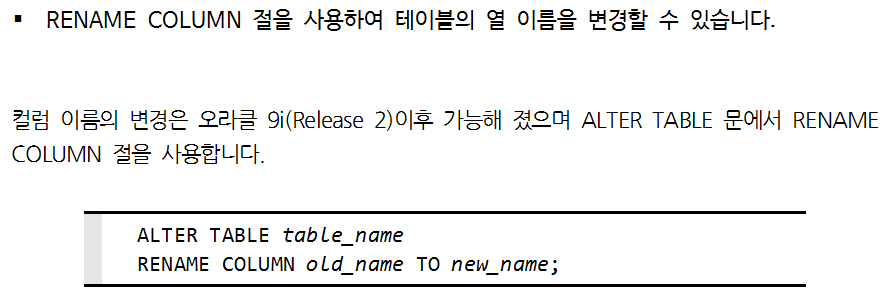 ▪ RENAME COLUMN 절을 사용하여 테이블의 열 이름을 변경할 수 있습니다.
컬럼 이름의 변경은 오라클 9i(Release 2)이후 가능해 졌으며 ALTER TABLE 문에서 RENAME
COLUMN 절을 사용합니다.
ALTER TABLE table_name
RENAME COLUMN old_name TO new_name;